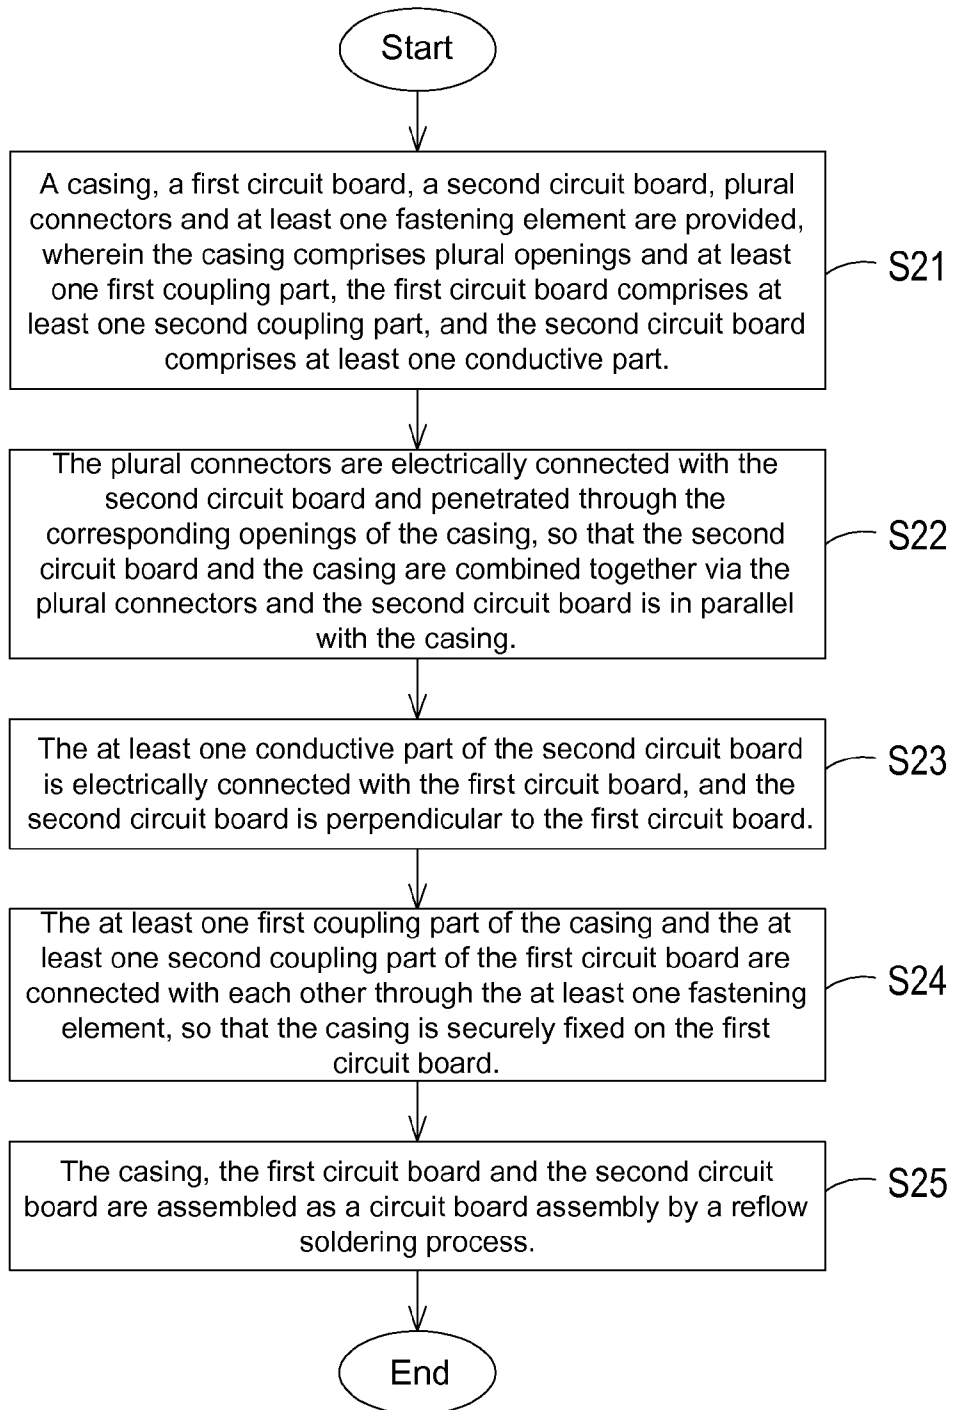 Start
A casing, a first circuit board, a second circuit board, plural
connectors and at least one fastening element are provided,
wherein the casing comprises plural openings and at least
one first coupling part, the first circuit board comprises at
least one second coupling part, and the second circuit board
comprises at least one conductive part.
S21
The plural connectors are electrically connected with the
second circuit board and penetrated through the
corresponding openings of the casing, so that the second
circuit board and the casing are combined together via the
plural connectors and the second circuit board is in parallel
with the casing.
S22
The at least one conductive part of the second circuit board
is electrically connected with the first circuit board, and the
second circuit board is perpendicular to the first circuit board.
S23
The at least one first coupling part of the casing and the at
least one second coupling part of the first circuit board are
connected with each other through the at least one fastening
element, so that the casing is securely fixed on the first
circuit board.
S24
The casing, the first circuit board and the second circuit
board are assembled as a circuit board assembly by a reflow
soldering process.
S25
End